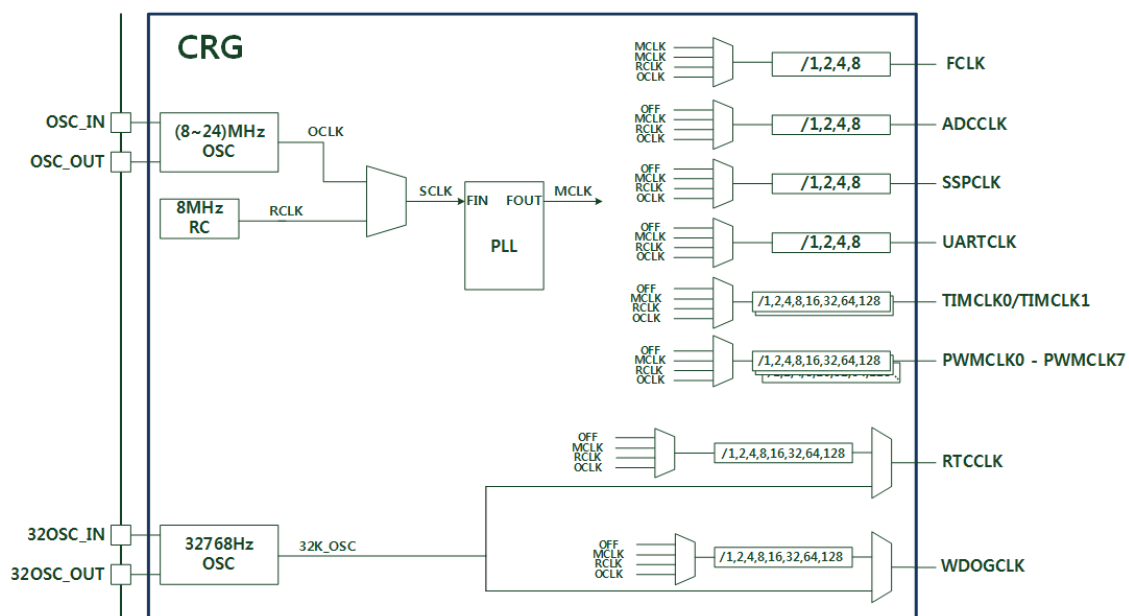 CRG
OSC_IN
OSC_OUT
(8~24)MHz
OSC
OCLK
8MHz
RC
RCLK
SCLK
FIN FOUT
PLL
MCLK
MCLK
MCLK
RCLK
OCLK
/1,2,4,8
FCLK
OFF
MCLK
RCLK
OCLK
/1,2,4,8
ADCCLK
OFF
MCLK
RCLK
OCLK
/1,2,4,8
SSPCLK
OFF
MCLK
RCLK
OCLK
/1,2,4,8
UARTCLK
OFF
MCLK
RCLK
OCLK
/1,2,4,8,16,32,64,128
TIMCLK0/TIMCLK1
OFF
MCLK
RCLK
OCLK
/1,2,4,8,16,32,64,128
PWMCLK0 - PWMCLK7
OFF
MCLK
RCLK
OCLK
/1,2,4,8,16,32,64,128
RTCCLK
32OSC_IN
32OSC_OUT
32768Hz
OSC
32K_OSC
OFF
MCLK
RCLK
OCLK
/1,2,4,8,16,32,64,128
WDOGCLK